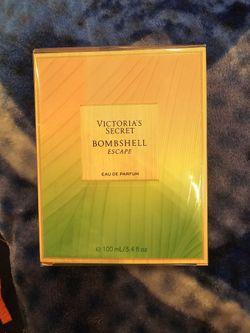 VICTORIA'S
SECRET
BOMBSHELL
ESCAPE
EAU DE PARFUM
℮ 100 mL/3.4 fl oz